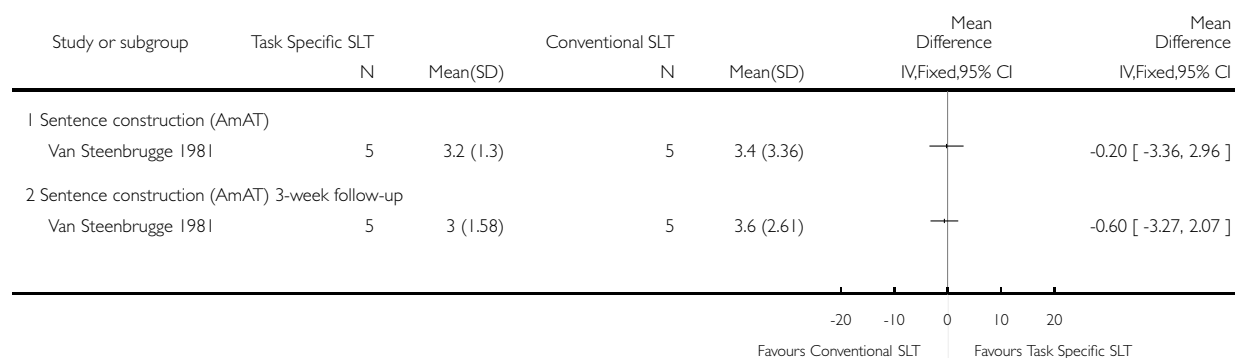 Study or subgroup Task Specific SLT Conventional SLT Mean Difference Mean Difference
N Mean(SD) N Mean(SD) IV,Fixed,95% CI IV,Fixed,95% CI
1 Sentence construction (AmAT)
Van Steenbrugge 1981 5 3.2 (1.3) 5 3.4 (3.36) -0.20 [ -3.36, 2.96 ]
2 Sentence construction (AmAT) 3-week follow-up
Van Steenbrugge 1981 5 3 (1.58) 5 3.6 (2.61) -0.60 [ -3.27, 2.07 ]
-20 -10 0 10 20
Favours Conventional SLT Favours Task Specific SLT